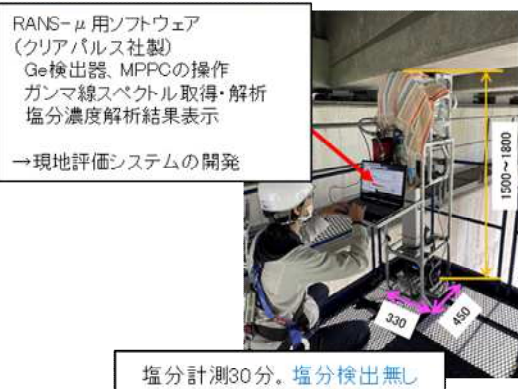 RANS-μ用ソフトウェア
(クリアパルス社製)
Ge検出器、MPPCの操作
ガンマ線スペクトル取得・解析
塩分濃度解析結果表示
→現地評価システムの開発
1500～1800
330
450
塩分計測30分。塩分検出無し